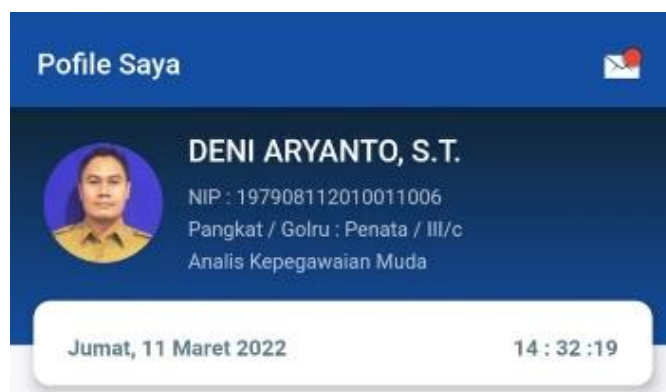 Pofile Saya
DENI ARYANTO, S.T.
NIP : 197908112010011006
Pangkat / Golru : Penata / III/c
Analis Kepegawaian Muda
Jumat, 11 Maret 2022 14 : 32 :19